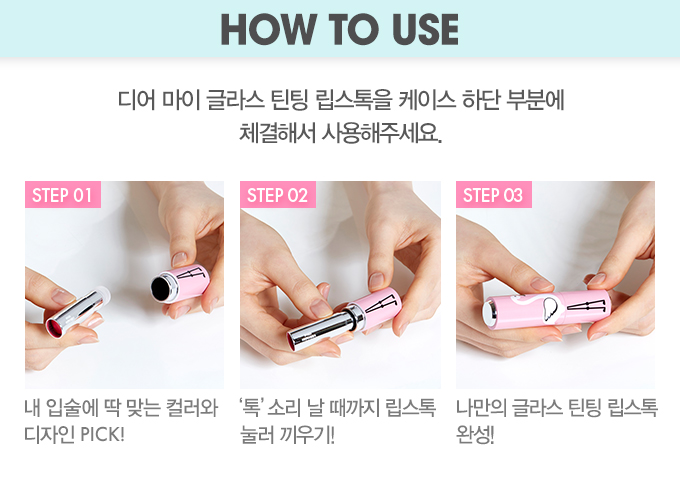 HOW TO USE
디어 마이 글라스 틴팅 립스톡을 케이스 하단 부분에
체결해서 사용해주세요.
STEP 01
STEP 02
STEP 03
내 입술에 딱 맞는 컬러와
디자인 PICK!
‘톡’ 소리 날 때까지 립스톡
눌러 끼우기!
나만의 글라스 틴팅 립스톡
완성!